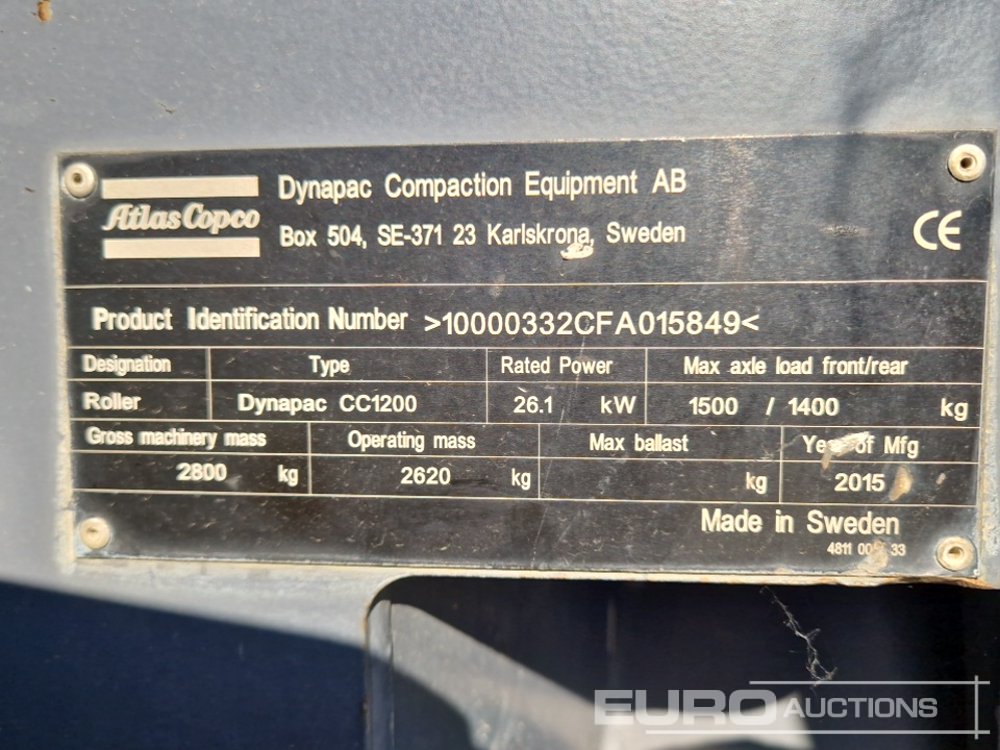 Atlas Copco
Dynapac Compaction Equipment AB
Box 504, SE-371 23 Karlskrona, Sweden
CE
Product Identification Number >10000332CFA015849<
Designation Type Rated Power Max axle load front/rear
Roller Dynapac CC1200 26.1 kW 1500 / 1400 kg
Gross machinery mass Operating mass Max ballast Year of Mfg
2800 kg 2620 kg kg 2015
Made in Sweden
4811 33
EURO AUCTIONS